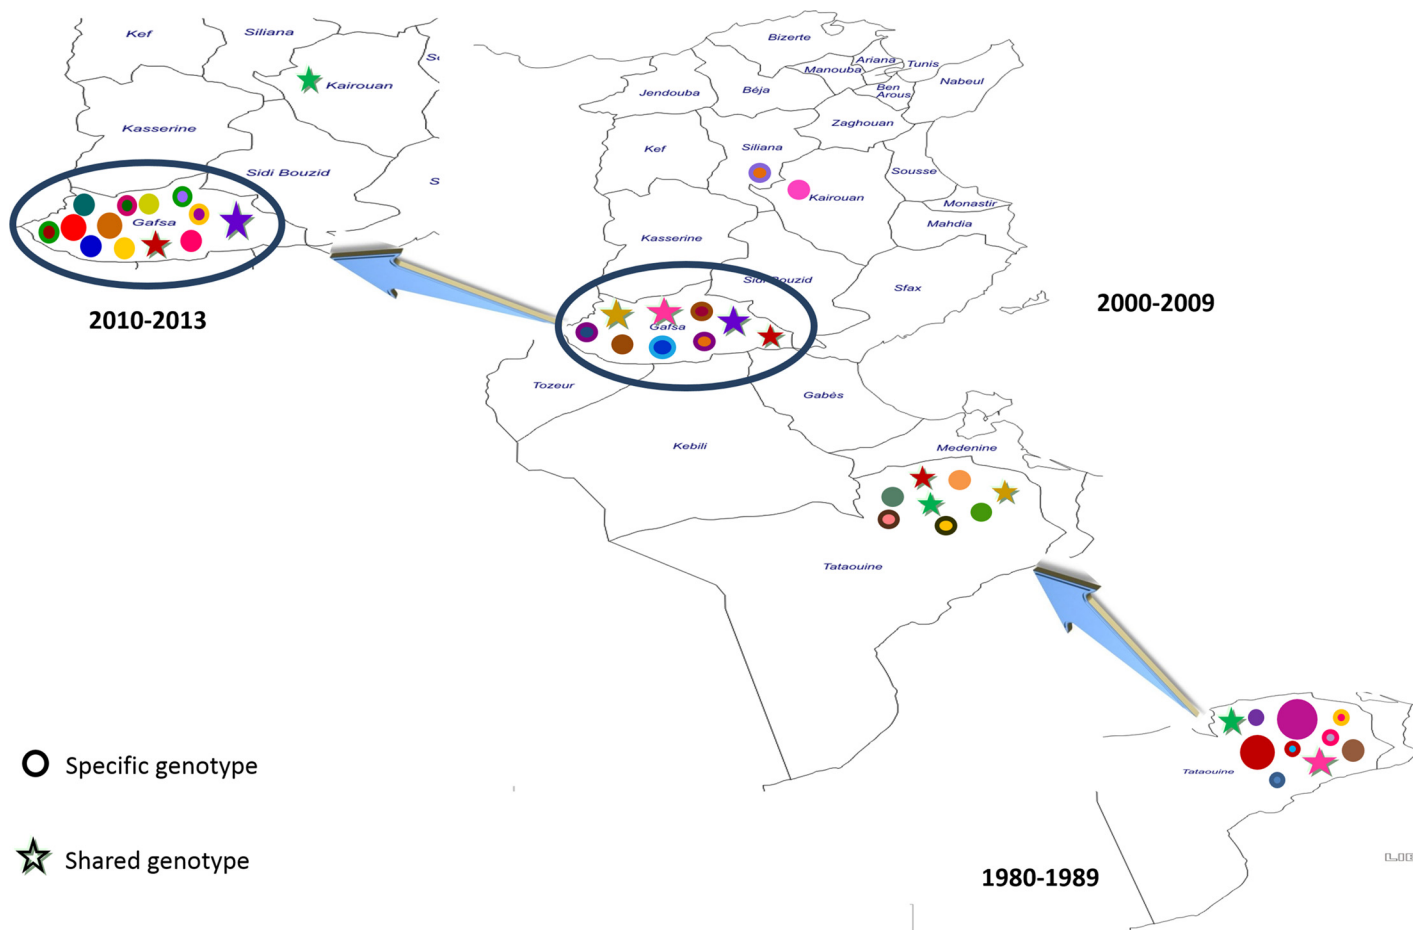 Kef
Siliana
Kairouan
Kasserine
Sidi Bouzid
S
Gafsa
2010-2013
Bizerte
Ariana
Tunis
Manouba
Nabeul
Jendouba
Béja
Ben
Arous
Zaghouan
Kef
Siliana
Sousse
Kairouan
Monastir
Mahdia
Kasserine
Sidi Bouzid
Sfax
2000-2009
Gafsa
Tozeur
Gabès
Kebili
Medenine
Tataouine
Tataouine
Specific genotype
Shared genotype
1980-1989